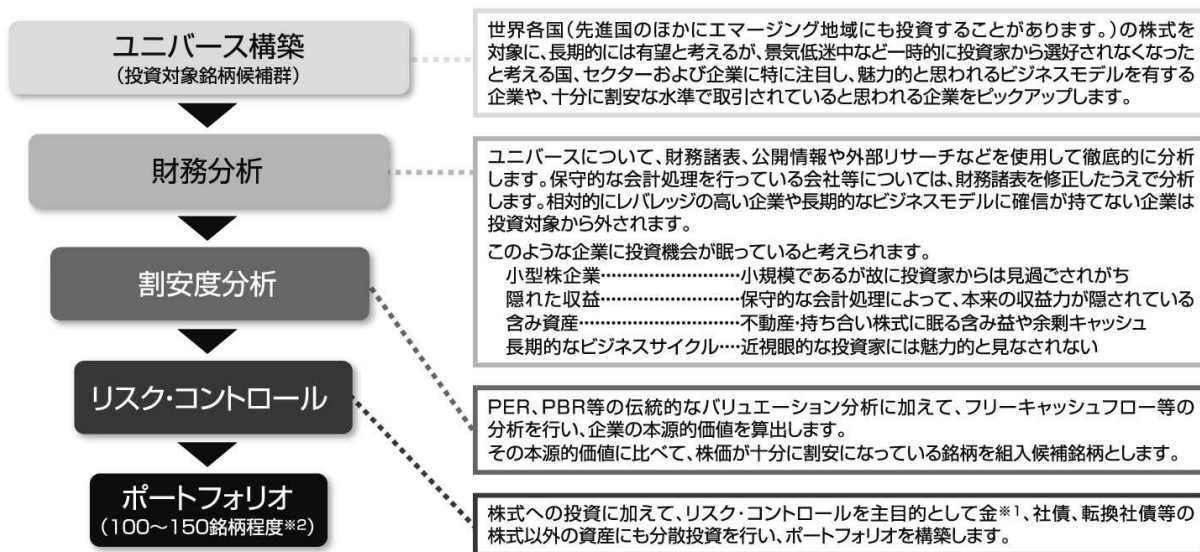 ユニバース構築
(投資対象銘柄候補群)
世界各国(先進国のほかにエマージング地域にも投資することがあります。)の株式を
対象に、長期的には有望と考えるが、景気低迷中など一時的に投資家から選好されなくなった
と考える国、セクターおよび企業に特に注目し、魅力的と思われるビジネスモデルを有する
企業や、十分に割安な水準で取引されていると思われる企業をピックアップします。
財務分析
ユニバースについて、財務諸表、公開情報や外部リサーチなどを使用して徹底的に分析
します。保守的な会計処理を行っている会社等については、財務諸表を修正したうえで分析
します。相対的にレバレッジの高い企業や長期的なビジネスモデルに確信が持てない企業は
投資対象から外されます。
このような企業に投資機会が眠っていると考えられます。
小型株企業‥‥‥‥‥‥‥‥‥小規模であるが故に投資家からは見過ごされがち
隠れた収益‥‥‥‥‥‥‥‥‥保守的な会計処理によって、本来の収益力が隠されている
含み資産‥‥‥‥‥‥‥‥‥‥不動産・持ち合い株式に眠る含み益や余剰キャッシュ
長期的なビジネスサイクル‥‥近視眼的な投資家には魅力的と見なされない
割安度分析
PER、PBR等の伝統的なバリュエーション分析に加えて、フリーキャッシュフロー等の
分析を行い、企業の本源的価値を算出します。
その本源的価値に比べて、株価が十分に割安になっている銘柄を組入候補銘柄とします。
リスク・コントロール
株式への投資に加えて、リスク・コントロールを主目的として金※1、社債、転換社債等の
株式以外の資産にも分散投資を行い、ポートフォリオを構築します。
ポートフォリオ
(100〜150銘柄程度※2)